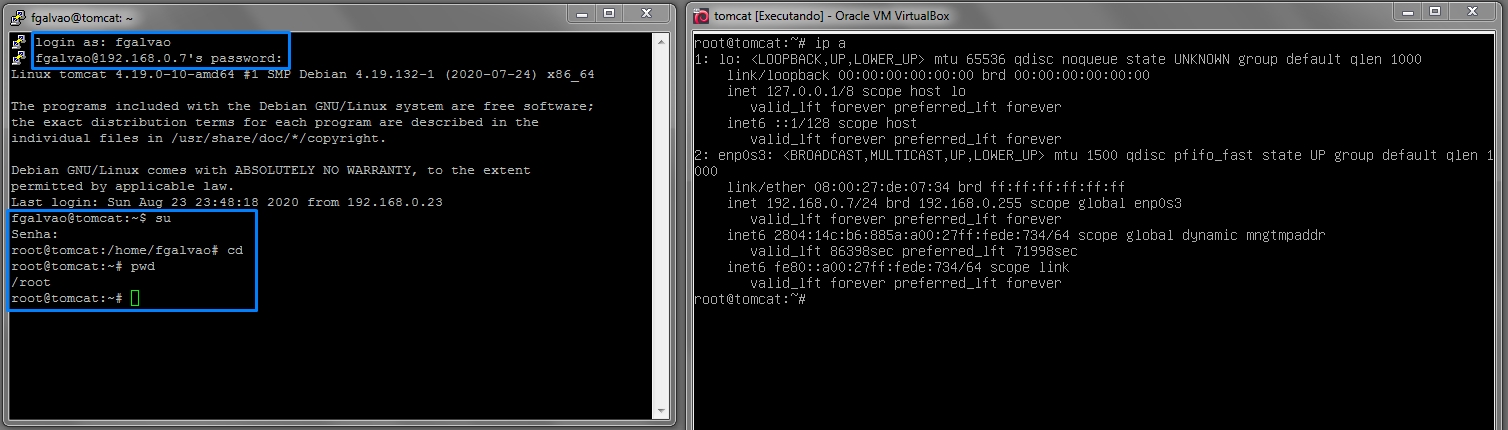 fgalvao@tomcat: ~
login as: fgalvao
fgalvao@192.168.0.7's password:
Linux tomcat 4.19.0-10-amd64 #1 SMP Debian 4.19.132-1 (2020-07-24) x86_64
The programs included with the Debian GNU/Linux system are free software;
the exact distribution terms for each program are described in the
individual files in /usr/share/doc/*/copyright.
Debian GNU/Linux comes with ABSOLUTELY NO WARRANTY, to the extent
permitted by applicable law.
Last login: Sun Aug 23 23:48:18 2020 from 192.168.0.23
fgalvao@tomcat:~$ su
Senha:
root@tomcat:/home/fgalvao# cd
root@tomcat:~# pwd
/root
root@tomcat:~#
tomcat [Executando] - Oracle VM VirtualBox
root@tomcat:~# ip a
1: lo: <LOOPBACK,UP,LOWER_UP> mtu 65536 qdisc noqueue state UNKNOWN group default qlen 1000
link/loopback 00:00:00:00:00:00 brd 00:00:00:00:00:00
inet 127.0.0.1/8 scope host lo
valid_lft forever preferred_lft forever
inet6 ::1/128 scope host
valid_lft forever preferred_lft forever
2: enp0s3: <BROADCAST,MULTICAST,UP,LOWER_UP> mtu 1500 qdisc pfifo_fast state UP group default qlen 1
000
link/ether 08:00:27:de:07:34 brd ff:ff:ff:ff:ff:ff
inet 192.168.0.7/24 brd 192.168.0.255 scope global enp0s3
valid_lft forever preferred_lft forever
inet6 2804:14c:b6:885a:a00:27ff:fede:734/64 scope global dynamic mngtmpaddr
valid_lft 86398sec preferred_lft 71998sec
inet6 fe80::a00:27ff:fede:734/64 scope link
valid_lft forever preferred_lft forever
root@tomcat:~#